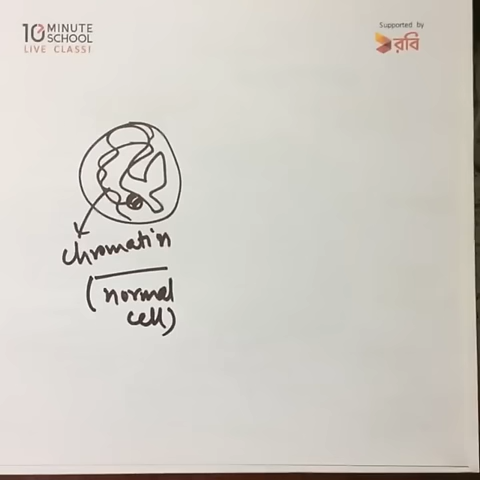 10 MINUTE
SCHOOL
LIVE CLASS!
Supported by
রবি
chromatin
(normal
cell)